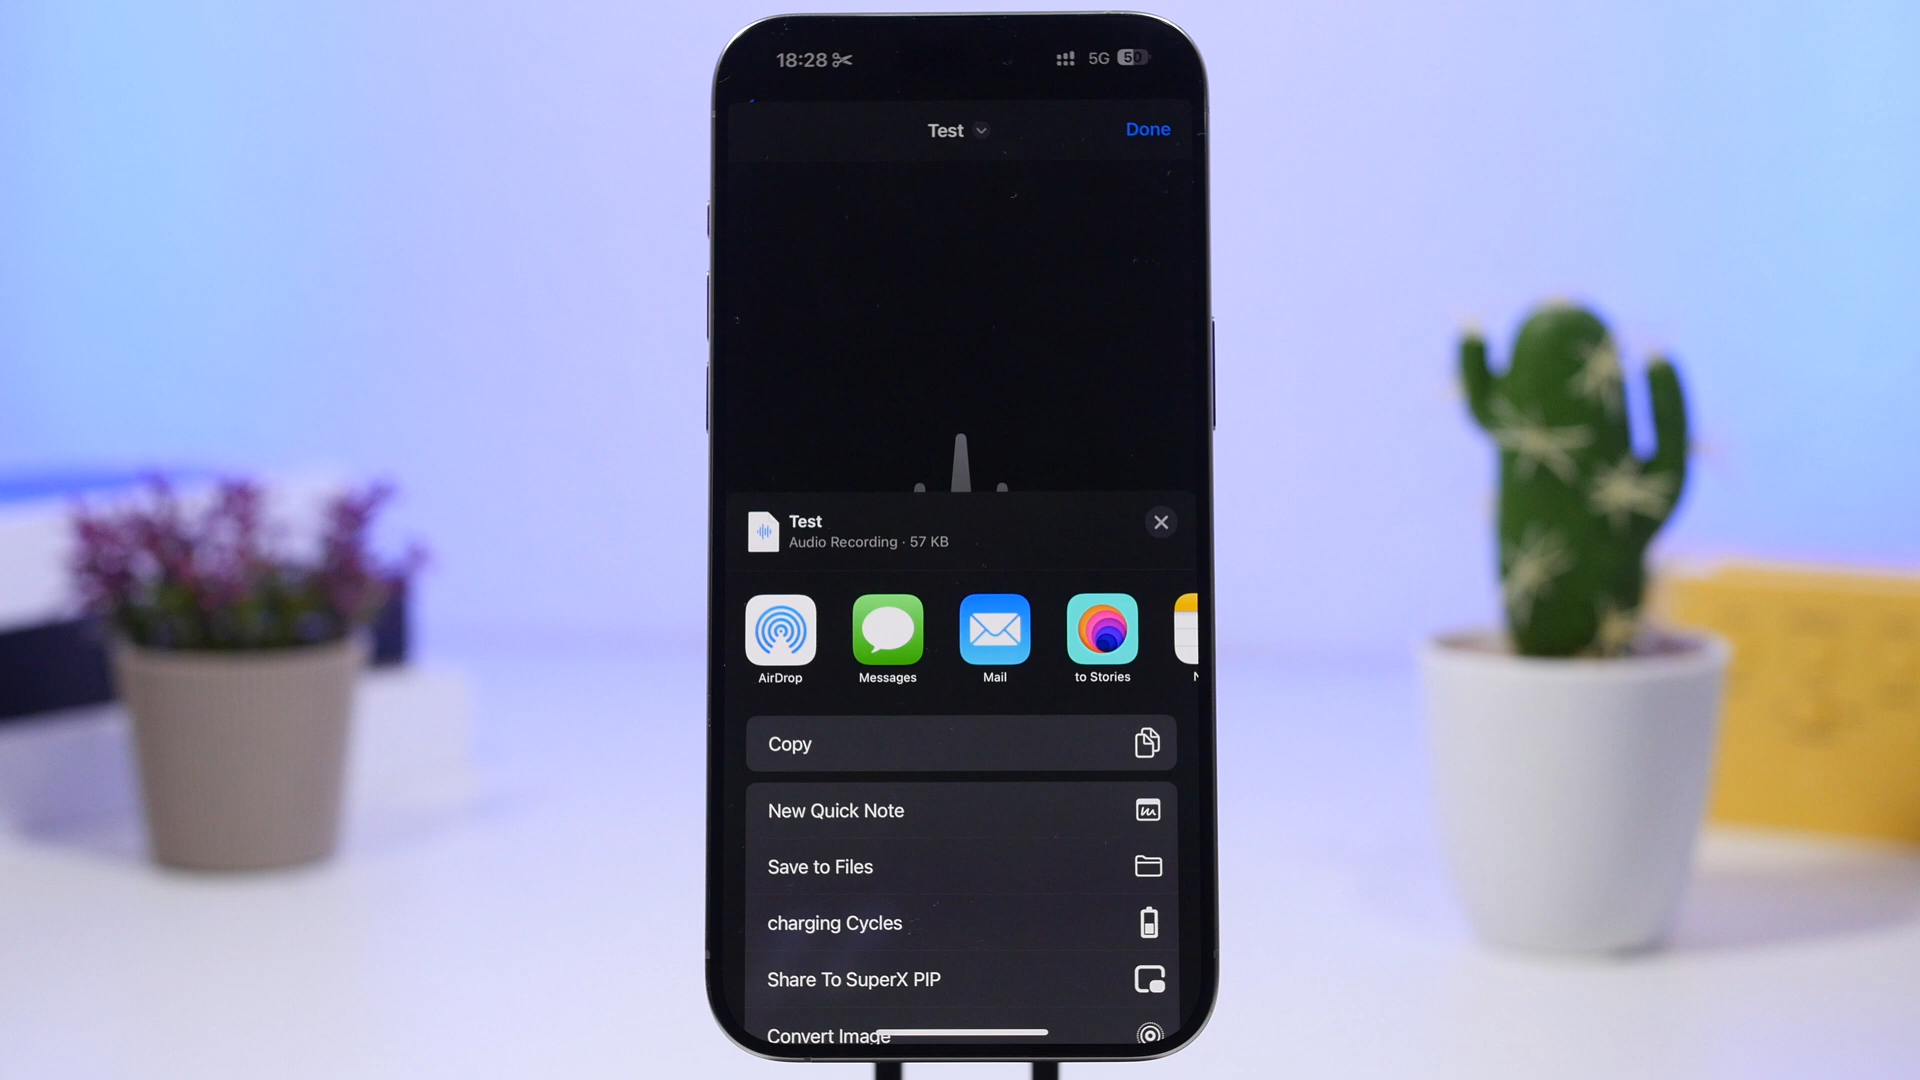 18:28
5G 50
Test
Done
Test
Audio Recording · 57 KB
AirDrop
Messages
Mail
to Stories
N
Copy
New Quick Note
Save to Files
charging Cycles
Share To SuperX PIP
Convert Image